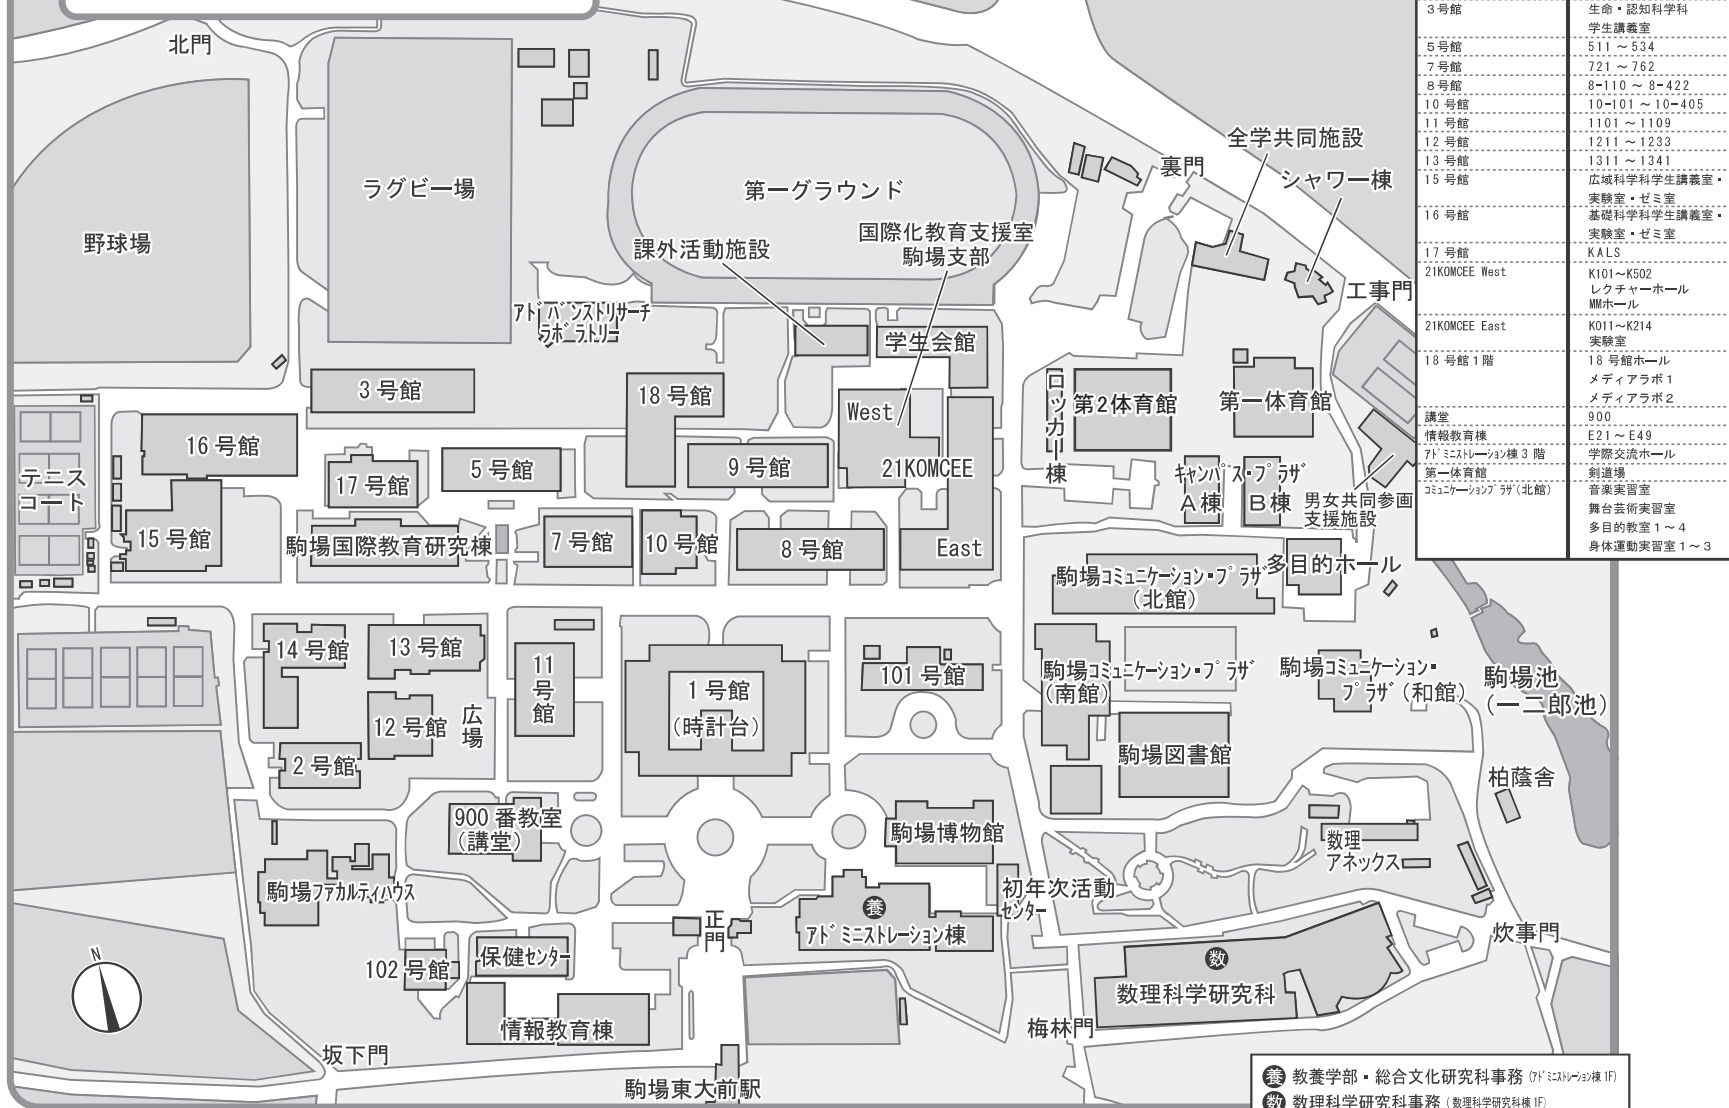 北門
ラグビー場
野球場
第一グラウンド
国際化教育支援室
駒場支部
課外活動施設
アドバンストリサーチ
ラボラトリー
全学共同施設
シャワー棟
裏門
工事門
学生会館
3号館
18号館
West
ロッカー棟
第2体育館
第一体育館
16号館
テニス
コート
17号館
5号館
9号館
21KOMCEE
キャンパス・プラザ
A棟
B棟
男女共同参画
支援施設
15号館
駒場国際教育研究棟
7号館
10号館
8号館
East
駒場コミュニケーション・プラザ
(北館)
多目的ホール
14号館
13号館
11号館
1号館
(時計台)
101号館
駒場コミュニケーション・プラザ
(南館)
駒場コミュニケーション・
プラザ(和館)
駒場池
(一二郎池)
12号館
広場
2号館
駒場図書館
柏蔭舎
900番教室
(講堂)
駒場博物館
数理
アネックス
駒場ファカルティハウス
初年次活動
センター
正門
養
アドミニストレーション棟
炊事門
102号館
保健センター
数
数理科学研究科
N
情報教育棟
坂下門
梅林門
駒場東大前駅
3号館 生命・認知科学科
学生講義室
5号館 511~534
7号館 721~762
8号館 8-110~8-422
10号館 10-101~10-405
11号館 1101~1109
12号館 1211~1233
13号館 1311~1341
15号館 広域科学科学生講義室・
実験室・ゼミ室
16号館 基礎科学科学生講義室・
実験室・ゼミ室
17号館 KALS
21KOMCEE West K101~K502
レクチャーホール
MMホール
21KOMCEE East K011~K214
実験室
18号館1階 18号館ホール
メディアラボ1
メディアラボ2
講堂 900
情報教育棟 E21~E49
アドミニストレーション棟3階 学際交流ホール
第一体育館 剣道場
コミュニケーションプラザ(北館) 音楽実習室
舞台芸術実習室
多目的教室1~4
身体運動実習室1~3
養 教養学部・総合文化研究科事務(アドミニストレーション棟1F)
数 数理科学研究科事務(数理科学研究科棟1F)